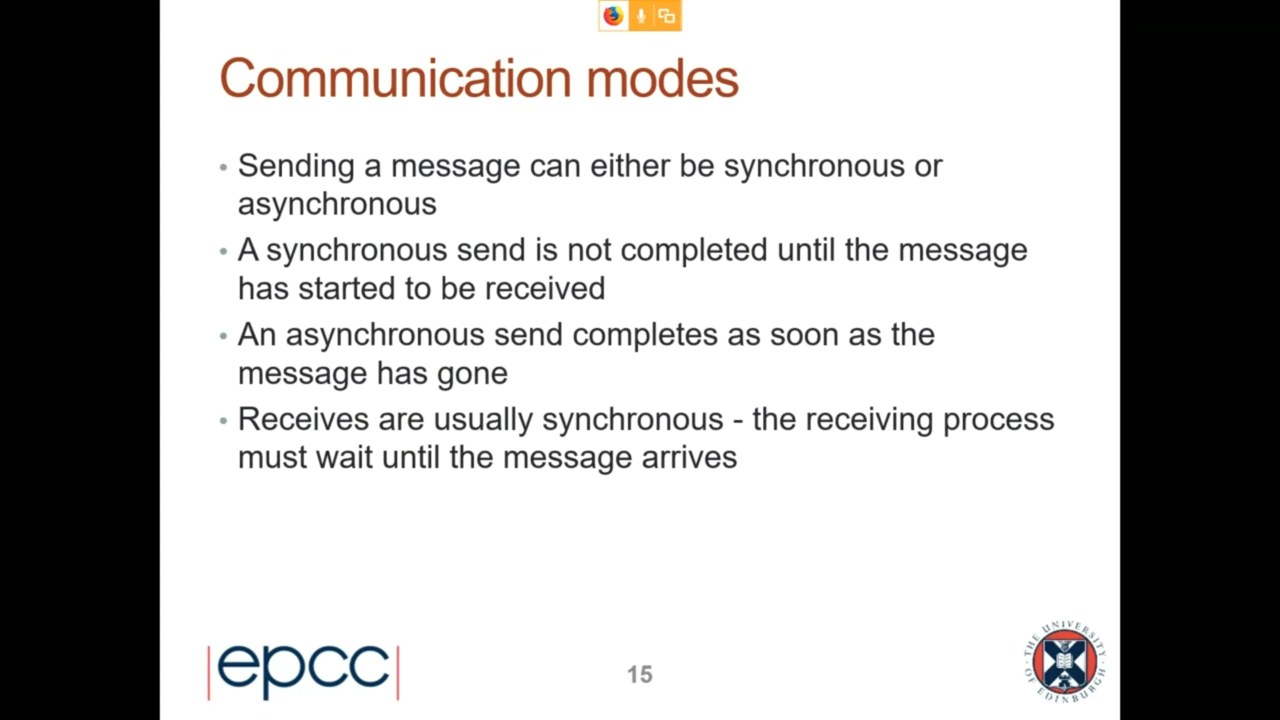 Communication modes
• Sending a message can either be synchronous or
asynchronous
• A synchronous send is not completed until the message
has started to be received
• An asynchronous send completes as soon as the
message has gone
• Receives are usually synchronous - the receiving process
must wait until the message arrives
|epcc|
15
THE UNIVERSITY
OF EDINBURGH